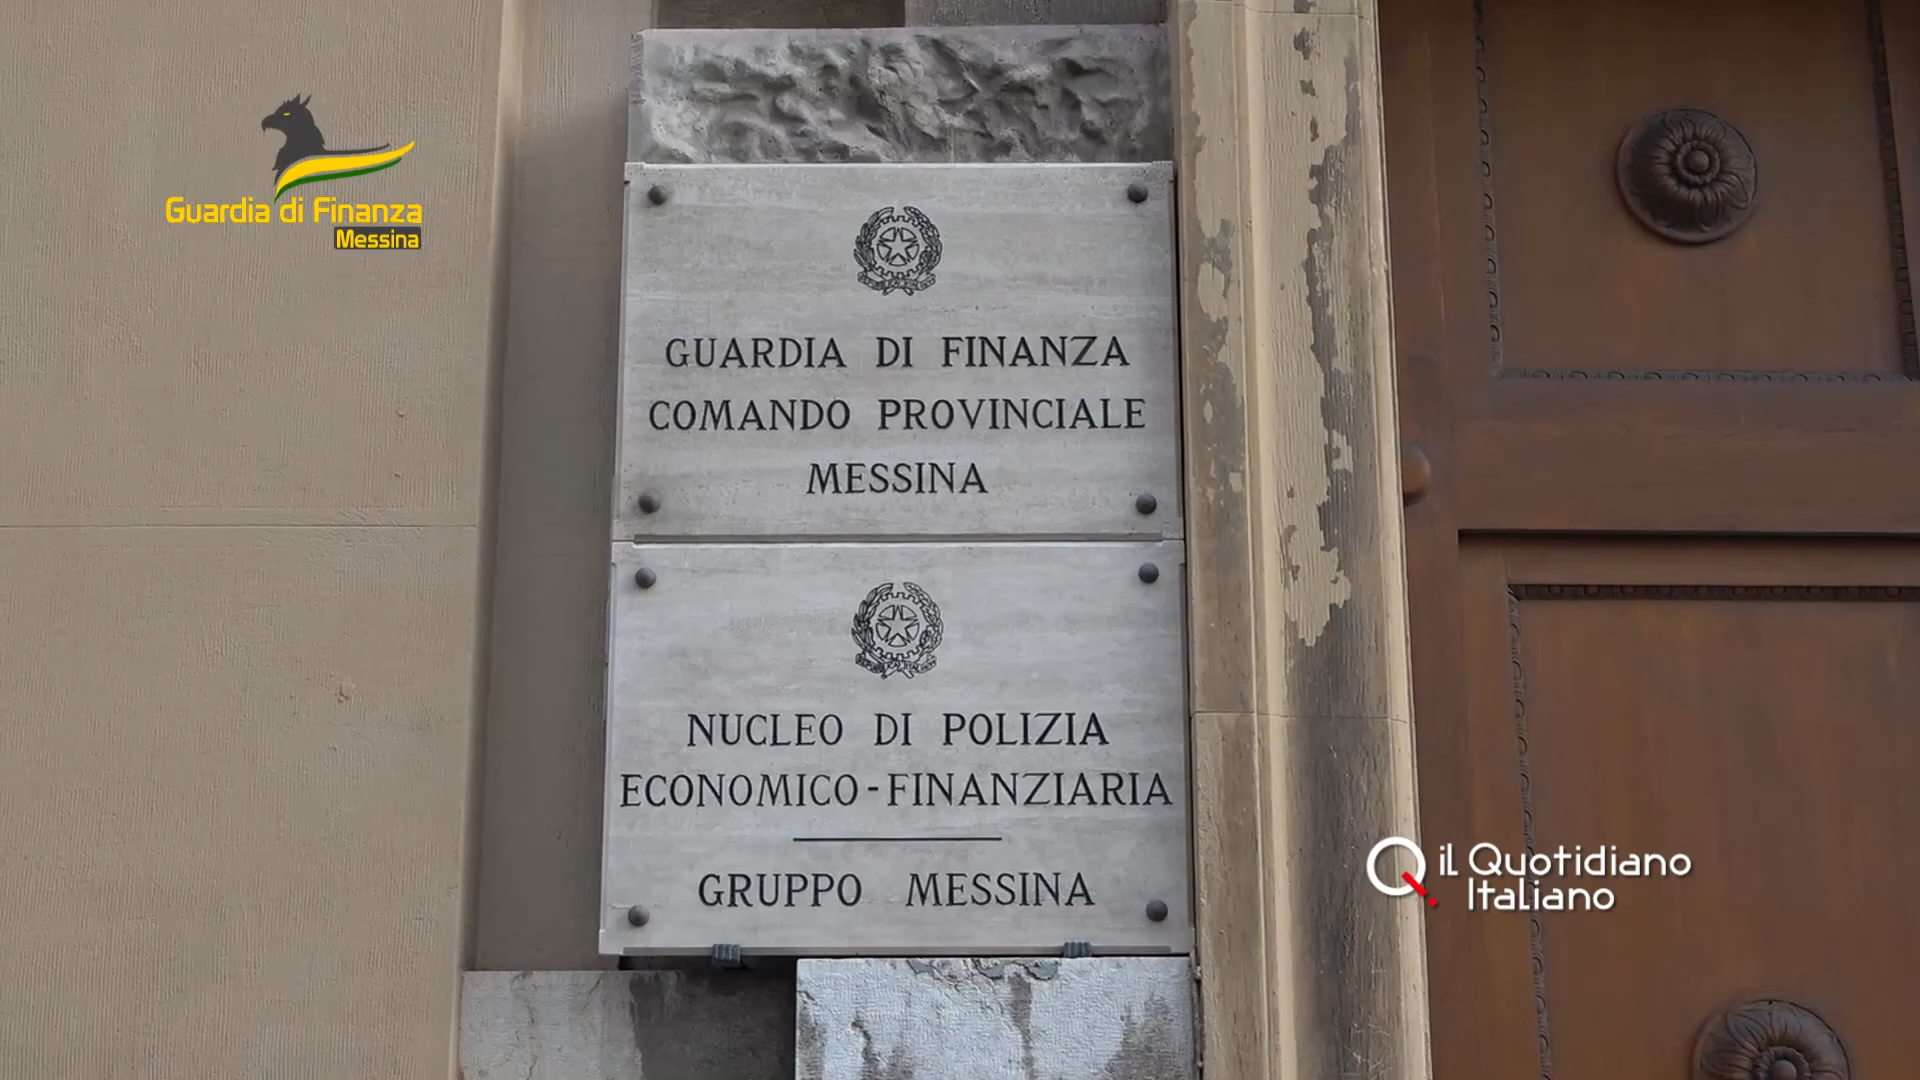 Guardia di Finanza
Messina
GUARDIA DI FINANZA
COMANDO PROVINCIALE
MESSINA
NUCLEO DI POLIZIA
ECONOMICO-FINANZIARIA
GRUPPO MESSINA
il Quotidiano
Italiano